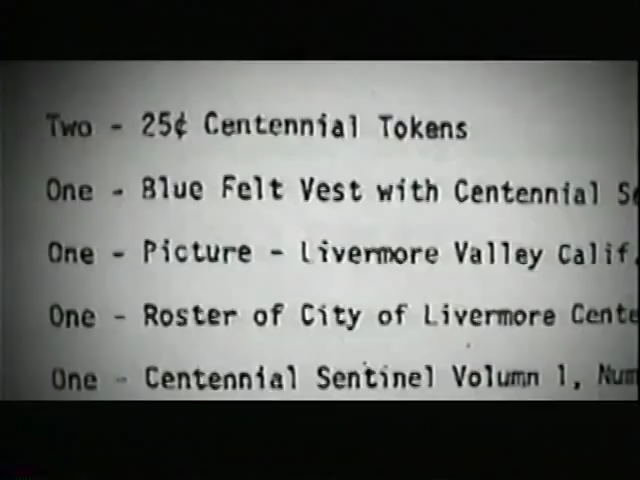 Two - 25¢ Centennial Tokens
One - Blue Felt Vest with Centennial
One - Picture - Livermore Valley Calif.
One - Roster of City of Livermore
One - Centennial Sentinel Volumn 1,